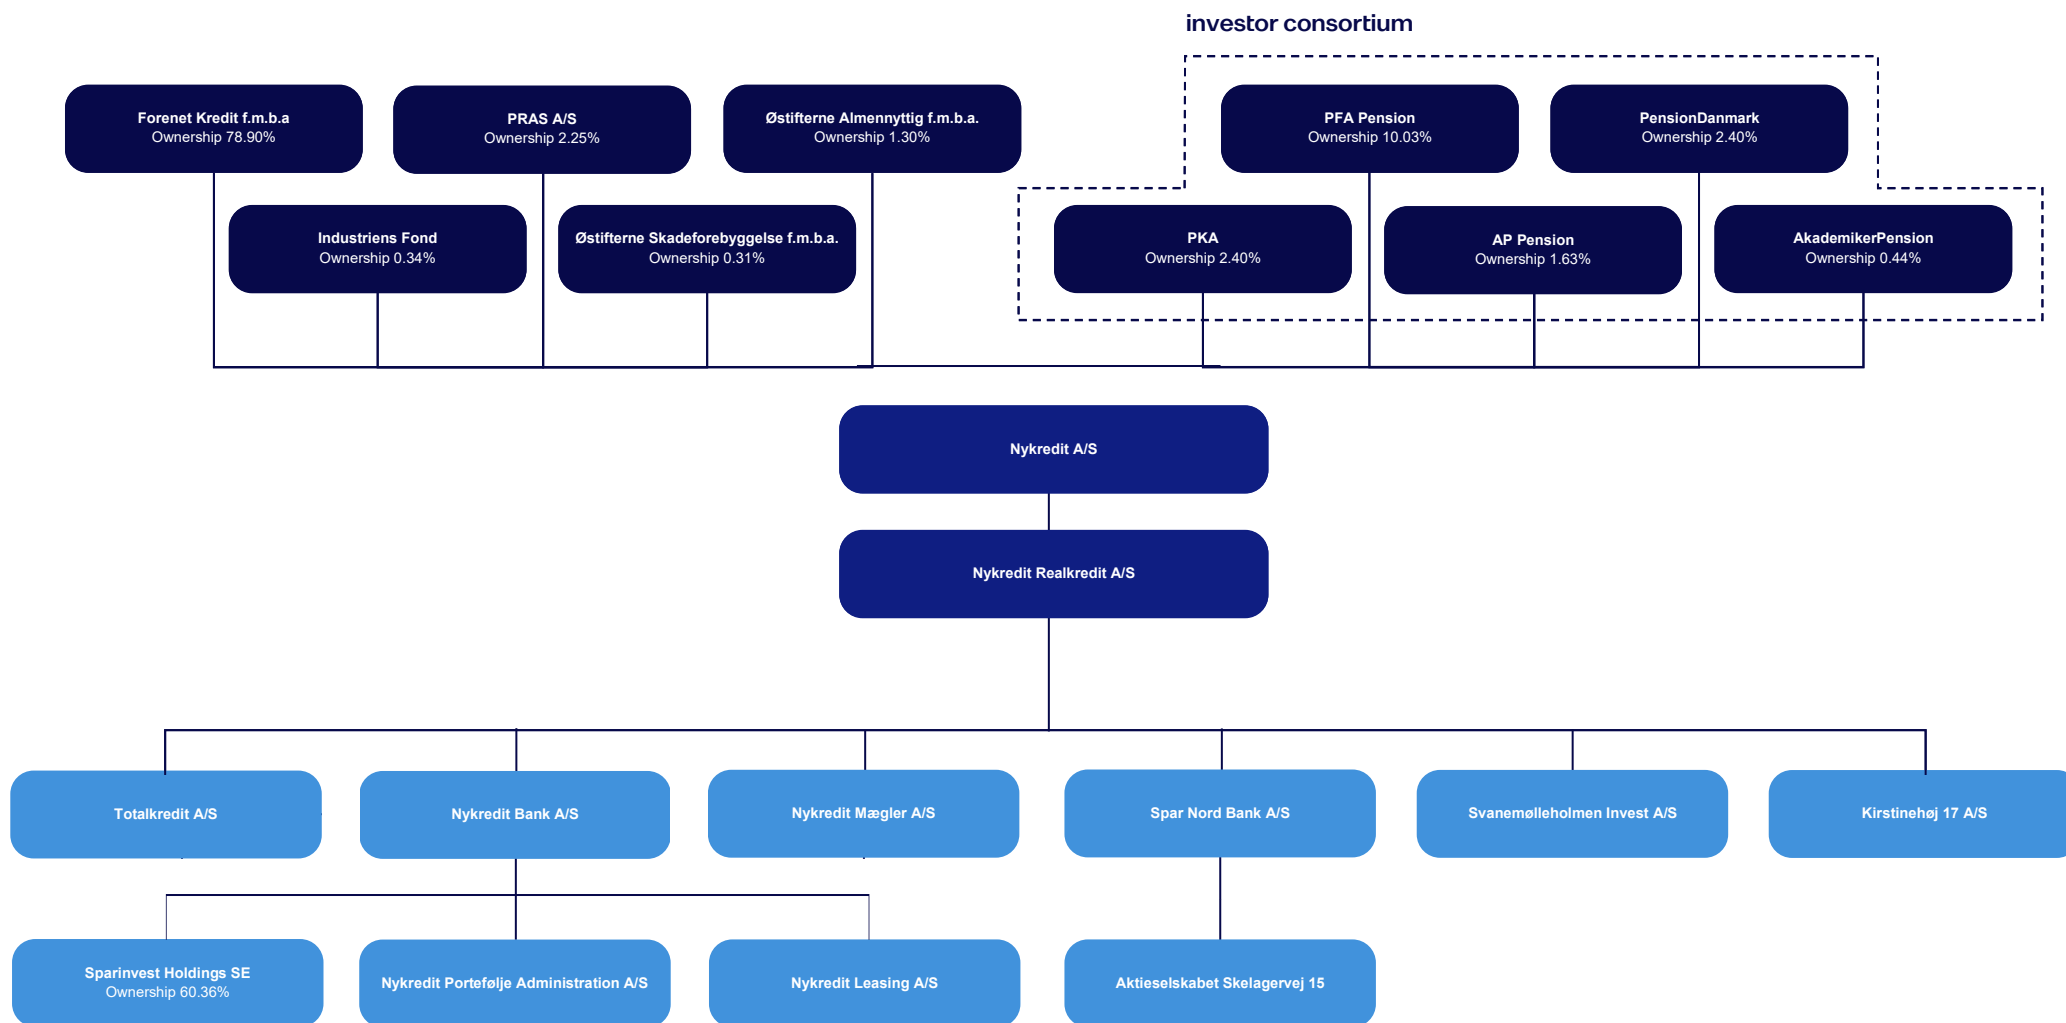 investor consortium
Forenet Kredit f.m.b.a
Ownership 78.90%
PRAS A/S
Ownership 2.25%
Østifterne Almennyttig f.m.b.a.
Ownership 1.30%
PFA Pension
Ownership 10.03%
PensionDanmark
Ownership 2.40%
Industriens Fond
Ownership 0.34%
Østifterne Skadeforebyggelse f.m.b.a.
Ownership 0.31%
PKA
Ownership 2.40%
AP Pension
Ownership 1.63%
AkademikerPension
Ownership 0.44%
Nykredit A/S
Nykredit Realkredit A/S
Totalkredit A/S
Nykredit Bank A/S
Nykredit Mægler A/S
Spar Nord Bank A/S
Svanemølleholmen Invest A/S
Kirstinehøj 17 A/S
Sparinvest Holdings SE
Ownership 60.36%
Nykredit Portefølje Administration A/S
Nykredit Leasing A/S
Aktieselskabet Skelagervej 15